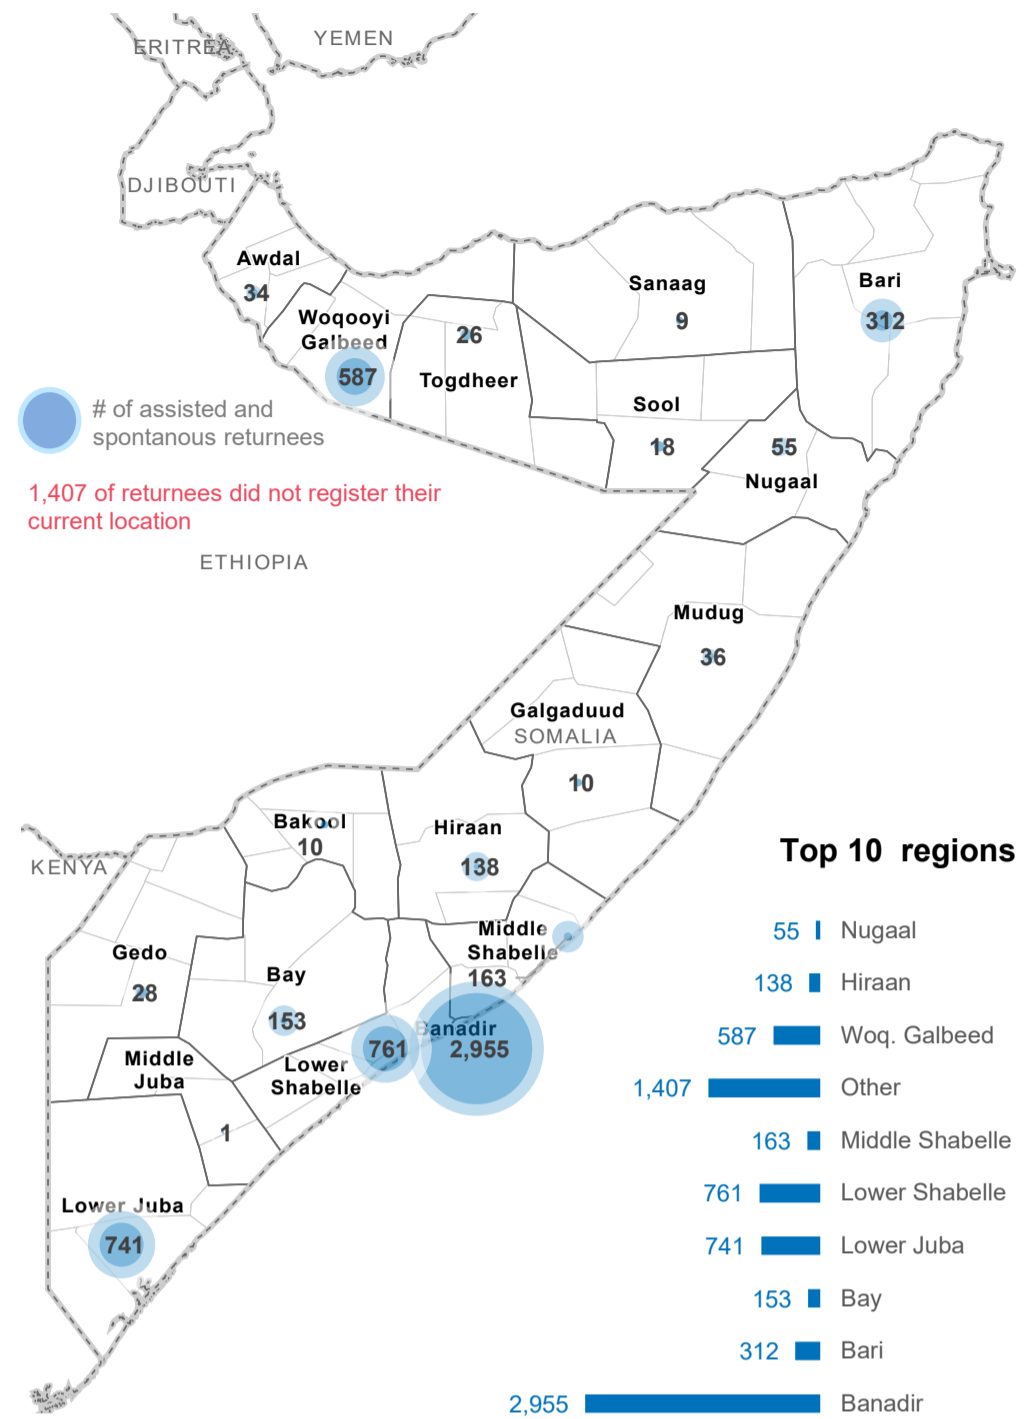 YEMEN
ERITREA
DJIBOUTI
Awdal
34
Woqooyi
Galbeed
587
26
Togdheer
Sanaag
9
Bari
312
Sool
18
55
Nugaal
# of assisted and
spontanous returnees
1,407 of returnees did not register their
current location
ETHIOPIA
Mudug
36
Galgaduud
SOMALIA
10
Bakool
10
Hiraan
138
KENYA
Gedo
28
Bay
153
Middle
Shabelle
163
Banadir
2,955
761
Lower
Shabelle
Middle
Juba
1
Lower Juba
741
Top 10 regions
55 Nugaal
138 Hiraan
587 Woq. Galbeed
1,407 Other
163 Middle Shabelle
761 Lower Shabelle
741 Lower Juba
153 Bay
312 Bari
2,955 Banadir